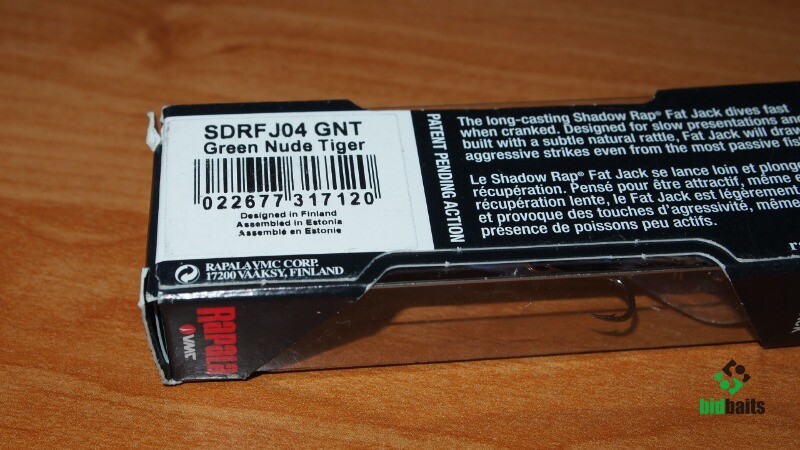 SDRFJ04 GNT
Green Nude Tiger
022677 317120
Designed in Finland
Assembled in Estonia
Assemblé en Estonie
RAPALA VMC CORP.
17200 VÄÄKSY, FINLAND
PATENT PENDING ACTION
The long-casting Shadow Rap® Fat Jack dives fast
when cranked. Designed for slow presentations and
built with a subtle natural rattle, Fat Jack will draw
aggressive strikes even from the most passive fis
Le Shadow Rap® Fat Jack se lance loin et plonge
récupération. Pensé pour être attractif, même e
récupération lente, le Fat Jack est légèrement
et provoque des touches d'agressivité, même
présence de poissons peu actifs.
RAPALA
VMC
bidbaits